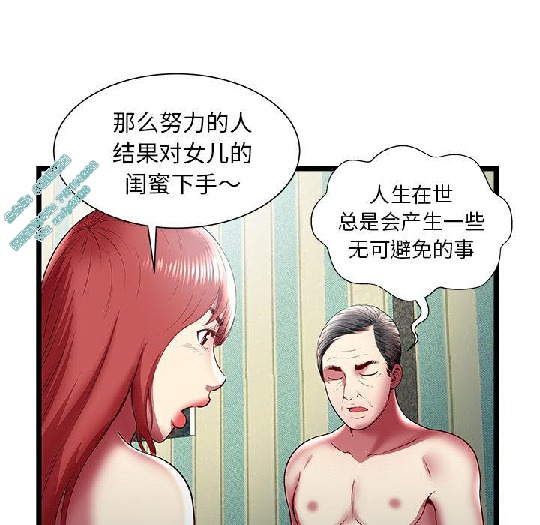 那么努力的人
结果对女儿的
闺蜜下手～
人生在世
总是会产生一些
无可避免的事